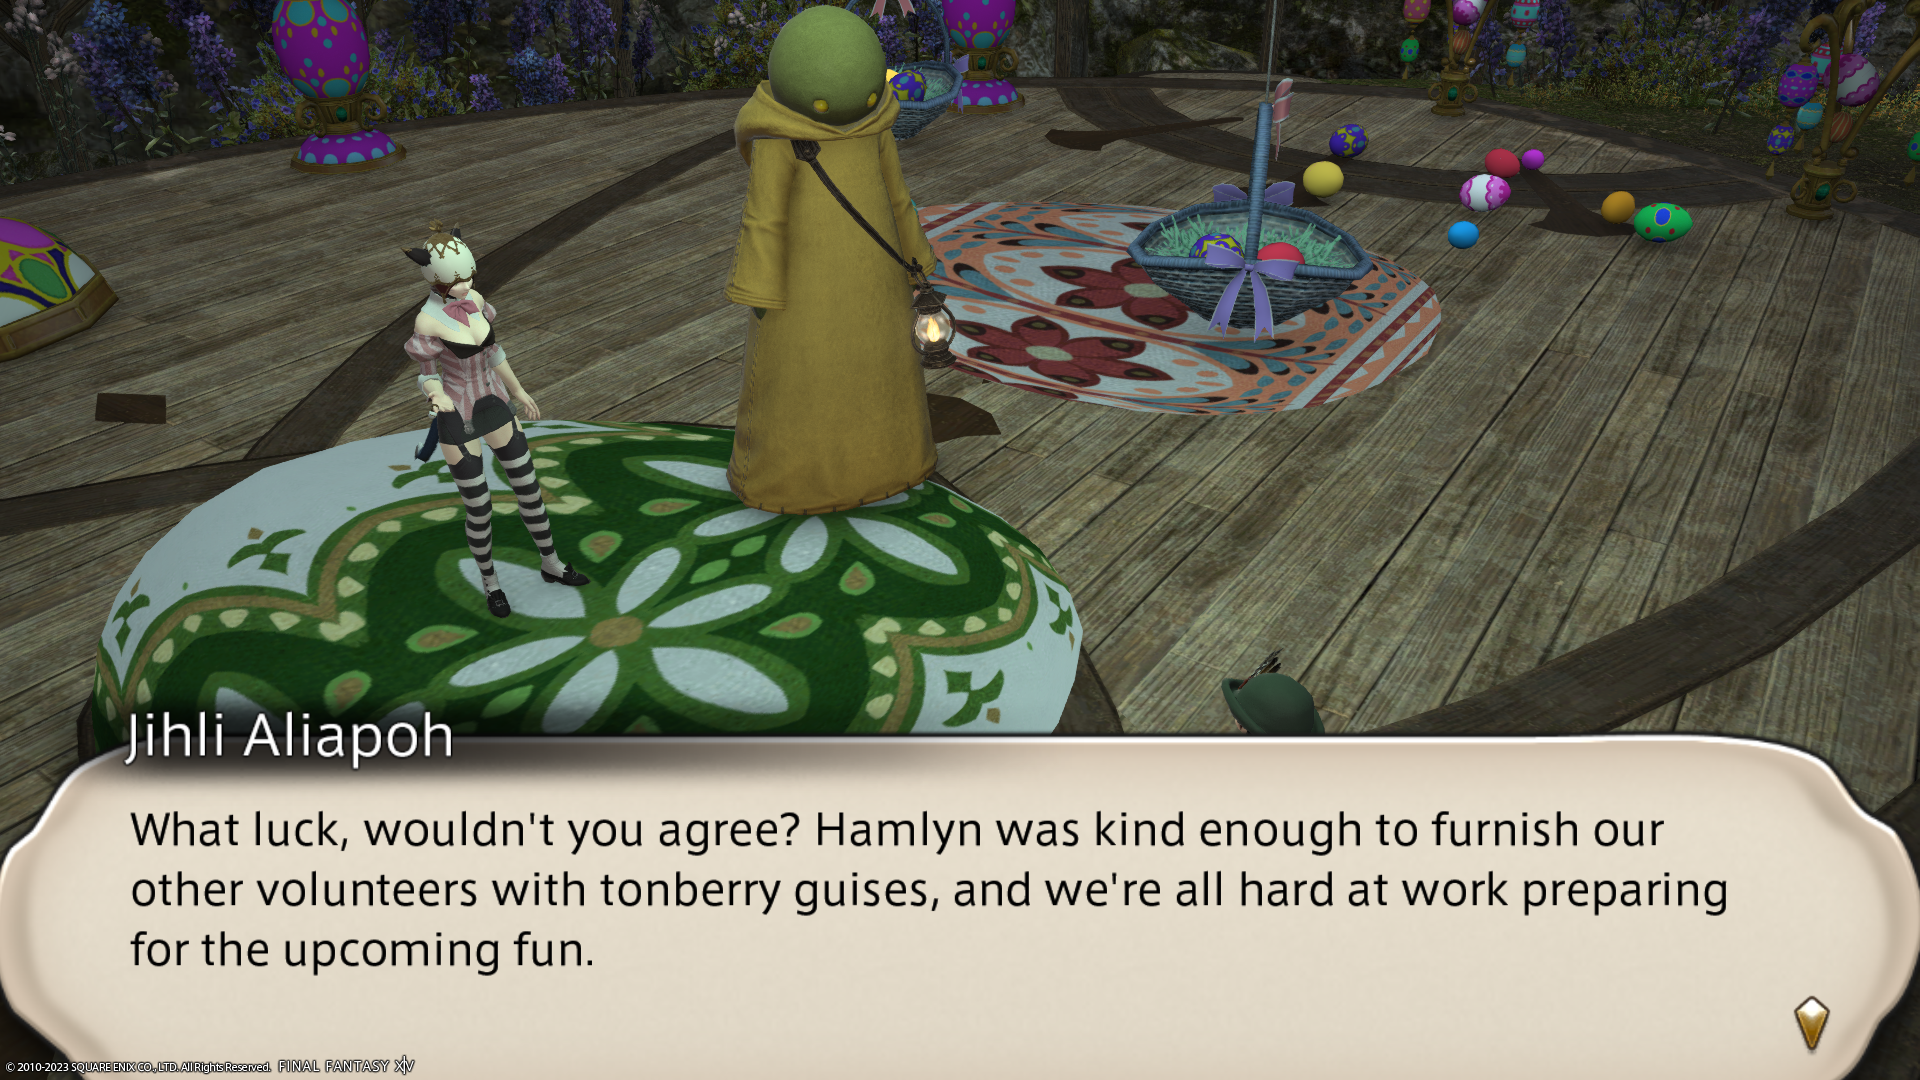 Jihli Aliapoh
What luck, wouldn't you agree? Hamlyn was kind enough to furnish our
other volunteers with tonberry guises, and we're all hard at work preparing
for the upcoming fun.
© 2010-2023 SQUARE ENIX CO., LTD. All Rights Reserved. FINAL FANTASY XIV